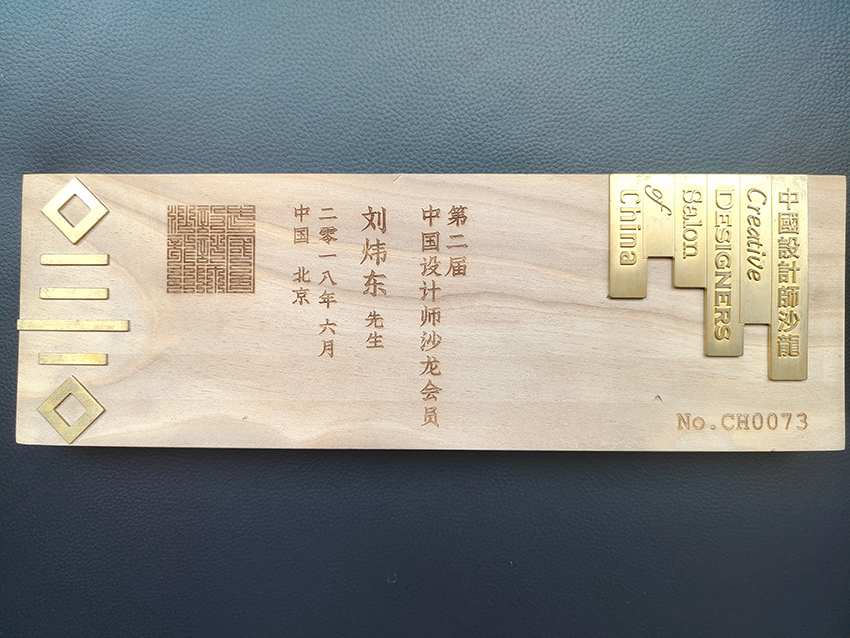 中國設計師沙龍
Creative
DESIGNERS
Salon
of
China
第二届
中国设计师沙龙会员
刘炜东 先生
二零一八年六月
中国 北京
No.CH0073